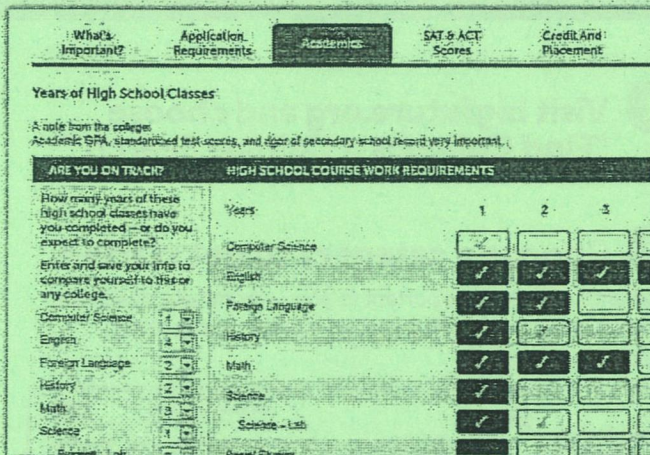 What's Important?
Application Requirements
Academics
SAT & ACT Scores
Credit And Placement
Years of High School Classes
A note from the college:
Academic GPA, standardized test scores, and rigor of secondary school record very important.
ARE YOU ON TRACK?
How many years of these
high school classes have
you completed — or do you
expect to complete?
Enter and save your info to
compare yourself to this or
any college.
Computer Science 1
English 4
Foreign Language
History
Math
Science
Science - Lab
HIGH SCHOOL COURSE WORK REQUIREMENTS
Years 1 2 3
Computer Science
English
Foreign Language
History
Math
Science
Science - Lab
Social Studies